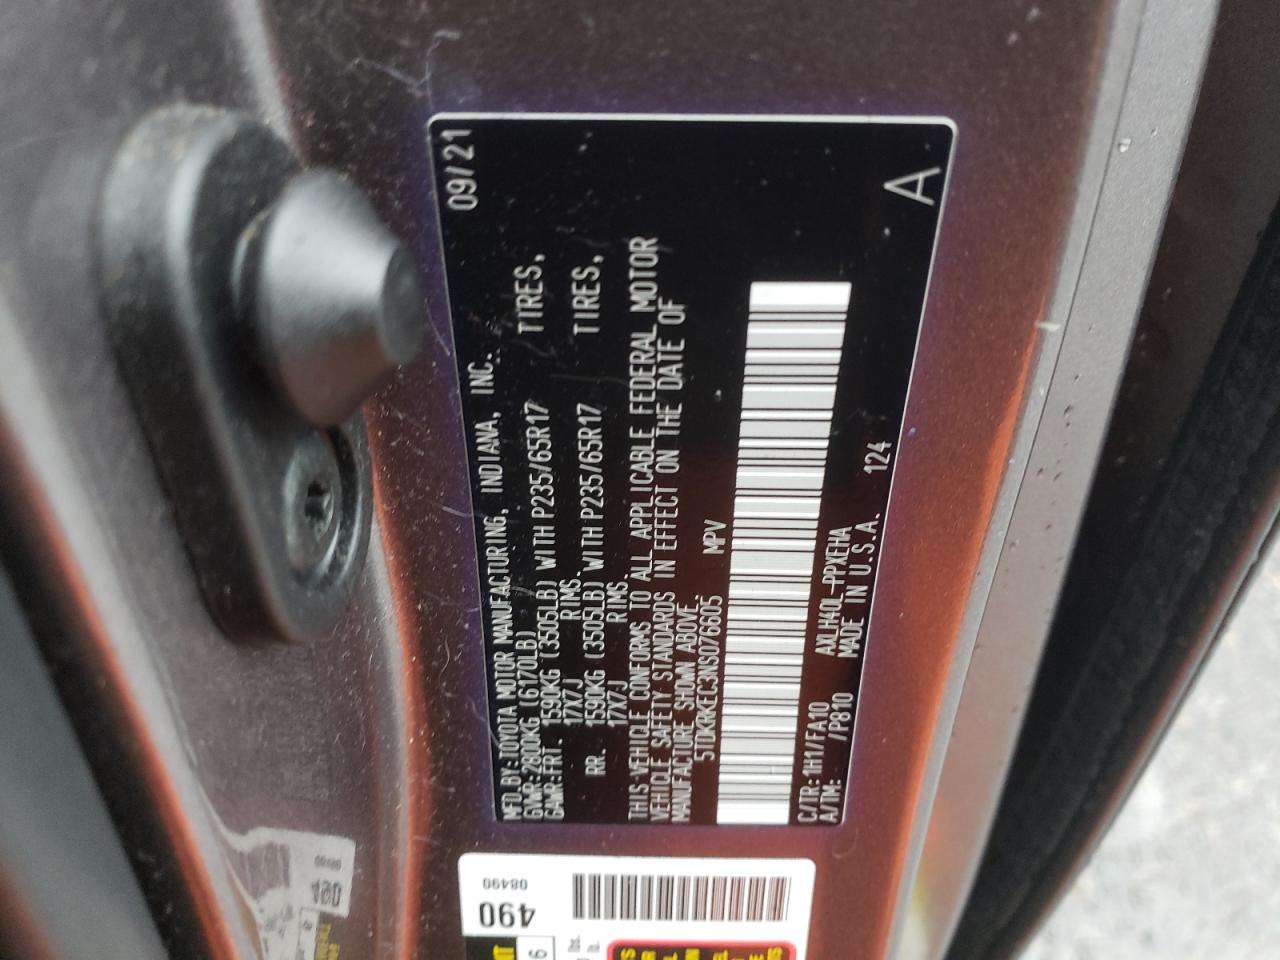 MFD.BY:TOYOTA MOTOR MANUFACTURING, INDIANA, INC. 09/21
GVWR:2800KG (6170LB)
GAWR:FRT. 1590KG (3505LB) WITH P235/65R17 TIRES,
17X7J RIMS.
RR. 1590KG (3505LB) WITH P235/65R17 TIRES,
17X7J RIMS.
THIS VEHICLE CONFORMS TO ALL APPLICABLE FEDERAL MOTOR
VEHICLE SAFETY STANDARDS IN EFFECT ON THE DATE OF
MANUFACTURE SHOWN ABOVE.
5TDKRKEC3NS076605 MPV
C/TR:1H1/FA10 AXLH40L-PPXEHA 124
A/TM: /P810 MADE IN U.S.A.
A
08490
490